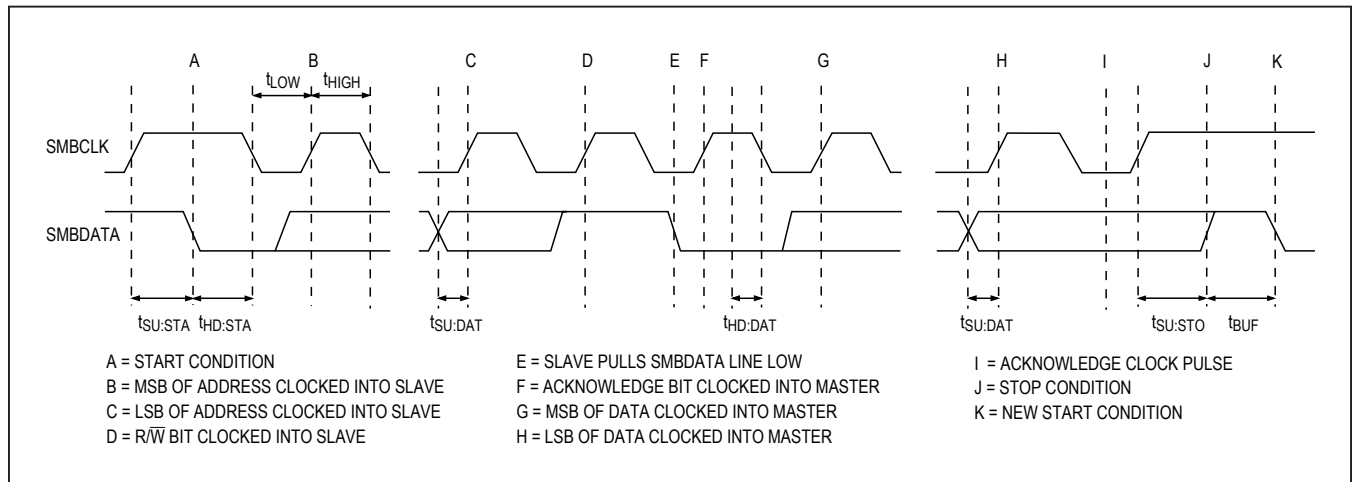 A B C D E F G H I J K
tLOW tHIGH
SMBCLK
SMBDATA
tSU:STA tHD:STA tSU:DAT tHD:DAT tSU:DAT tSU:STO tBUF
A = START CONDITION
B = MSB OF ADDRESS CLOCKED INTO SLAVE
C = LSB OF ADDRESS CLOCKED INTO SLAVE
D = R/W̅ BIT CLOCKED INTO SLAVE
E = SLAVE PULLS SMBDATA LINE LOW
F = ACKNOWLEDGE BIT CLOCKED INTO MASTER
G = MSB OF DATA CLOCKED INTO MASTER
H = LSB OF DATA CLOCKED INTO MASTER
I = ACKNOWLEDGE CLOCK PULSE
J = STOP CONDITION
K = NEW START CONDITION